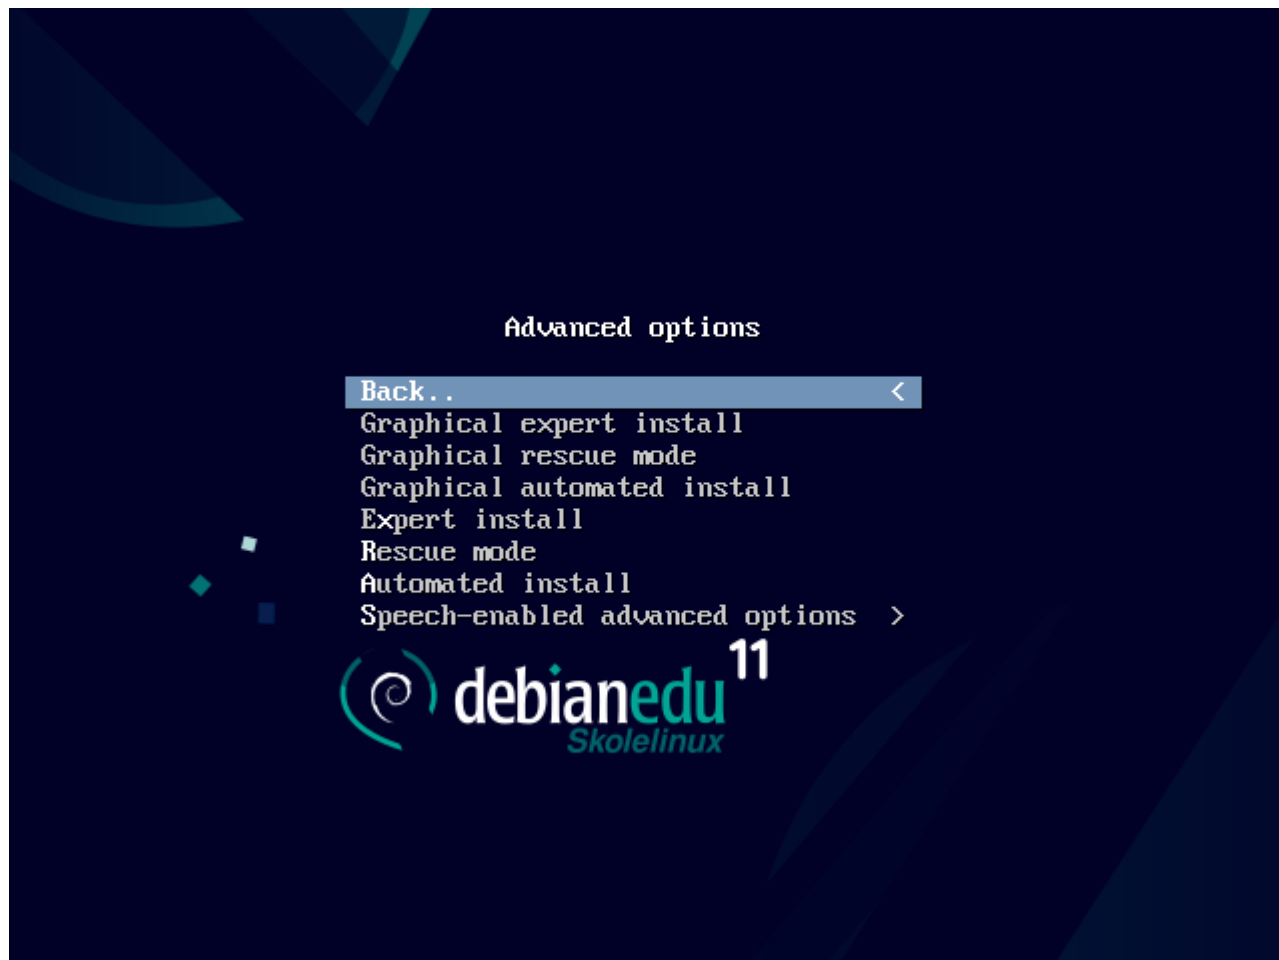 Advanced options
Back.. <
Graphical expert install
Graphical rescue mode
Graphical automated install
Expert install
Rescue mode
Automated install
Speech-enabled advanced options >
debianedu 11
Skolelinux